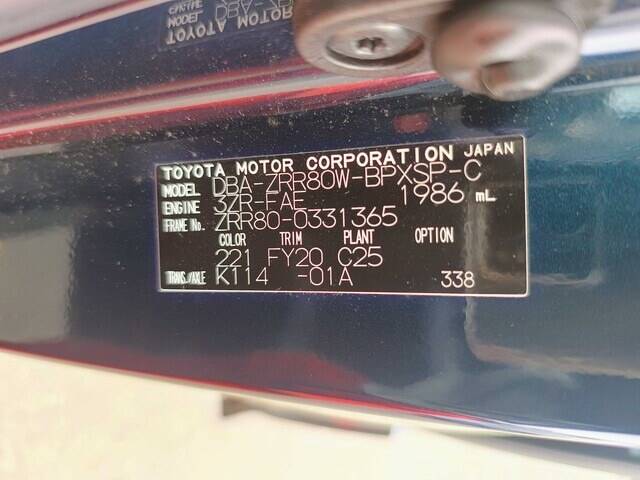 TOYOTA MOTOR CORPORATION JAPAN
MODEL DBA-ZRR80W-BPXSP-C
ENGINE 3ZR-FAE 1986 mL
FRAME No. ZRR80-0331365
COLOR TRIM PLANT OPTION
221 FY20 C25
TRANS./AXLE K114 -01A 338